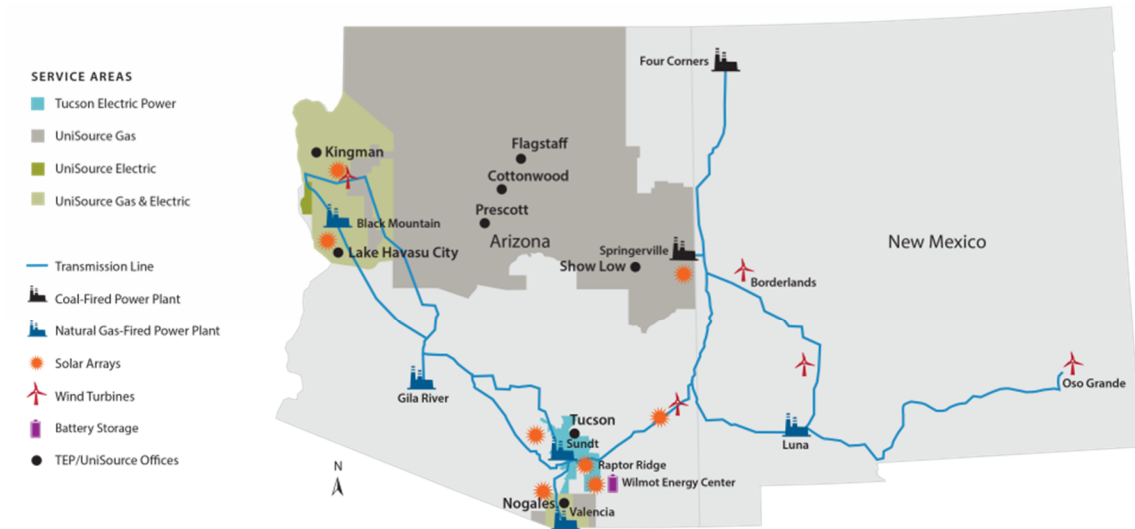 SERVICE AREAS
Tucson Electric Power
UniSource Gas
UniSource Electric
UniSource Gas & Electric
Transmission Line
Coal-Fired Power Plant
Natural Gas-Fired Power Plant
Solar Arrays
Wind Turbines
Battery Storage
TEP/UniSource Offices
N
Four Corners
Kingman
Flagstaff
Cottonwood
Prescott
Black Mountain
Arizona
Lake Havasu City
Springerville
Show Low
New Mexico
Borderlands
Gila River
Oso Grande
Tucson
Sundt
Luna
Raptor Ridge
Wilmot Energy Center
Nogales
Valencia